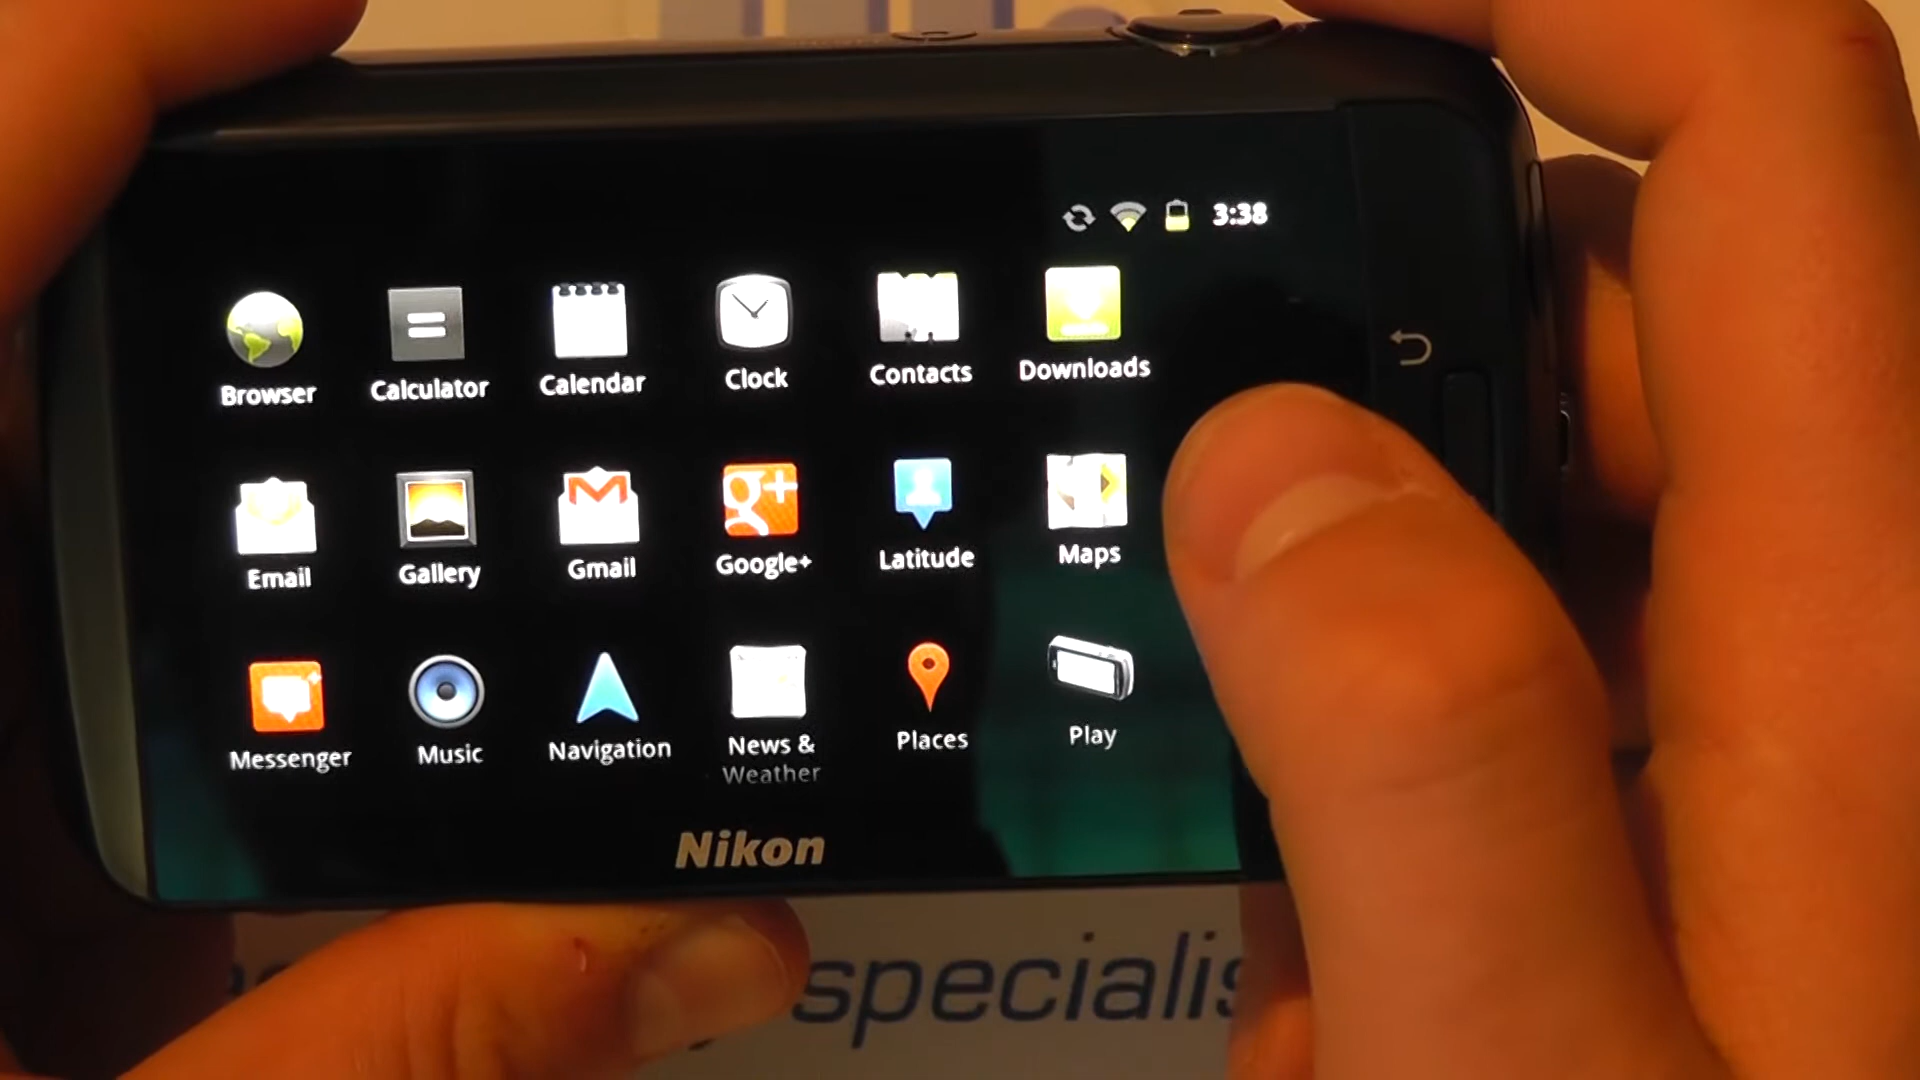 3:38
Browser Calculator Calendar Clock Contacts Downloads
Email Gallery Gmail Google+ Latitude Maps
Messenger Music Navigation News & Places Play
Weather
Nikon
specialis